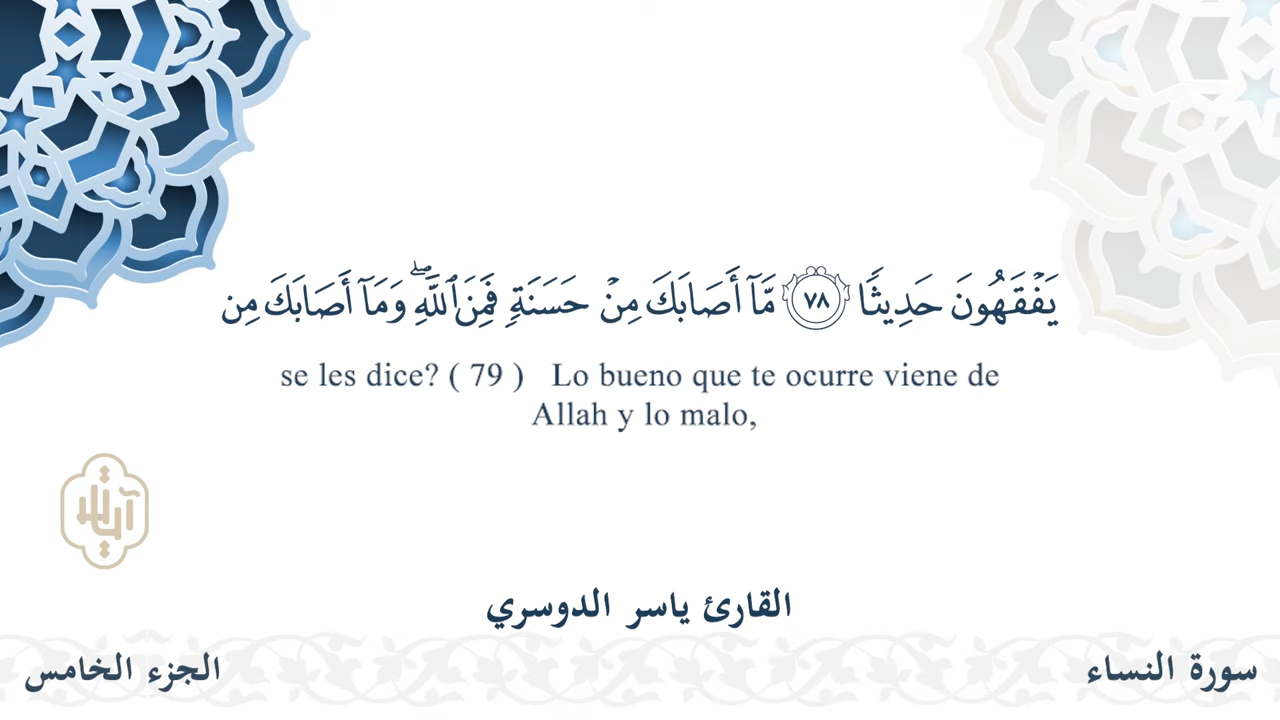 يَفْقَهُونَ حَدِيثًا ٧٨ مَّآ أَصَابَكَ مِنْ حَسَنَةٍ فَمِنَ ٱللَّهِ ۖ وَمَآ أَصَابَكَ مِن
se les dice? ( 79 ) Lo bueno que te ocurre viene de
Allah y lo malo,
القارئ ياسر الدوسري
سورة النساء
الجزء الخامس